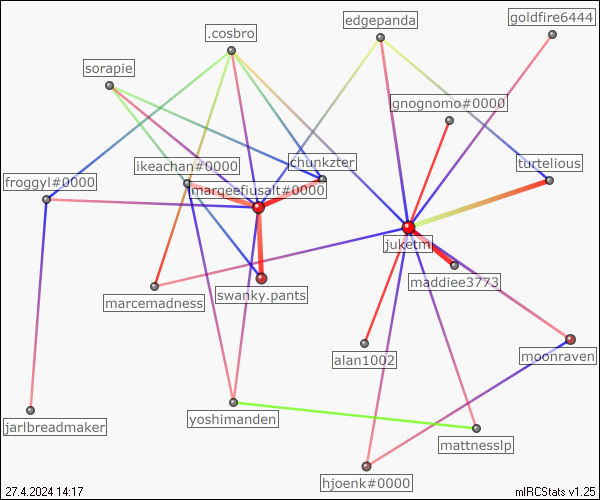 goldfire6444
edgepanda
.cosbro
sorapie
gnognomo#0000
chunkzter
ikeachan#0000
turtelious
froggyl#0000
marqeefiusalt#0000
juketm
maddiee3773
swanky.pants
marcemadness
alan1002
moonraven
jarlbreadmaker
yoshimanden
mattnesslp
hjoenk#0000
27.4.2024 14:17
mIRCStats v1.25